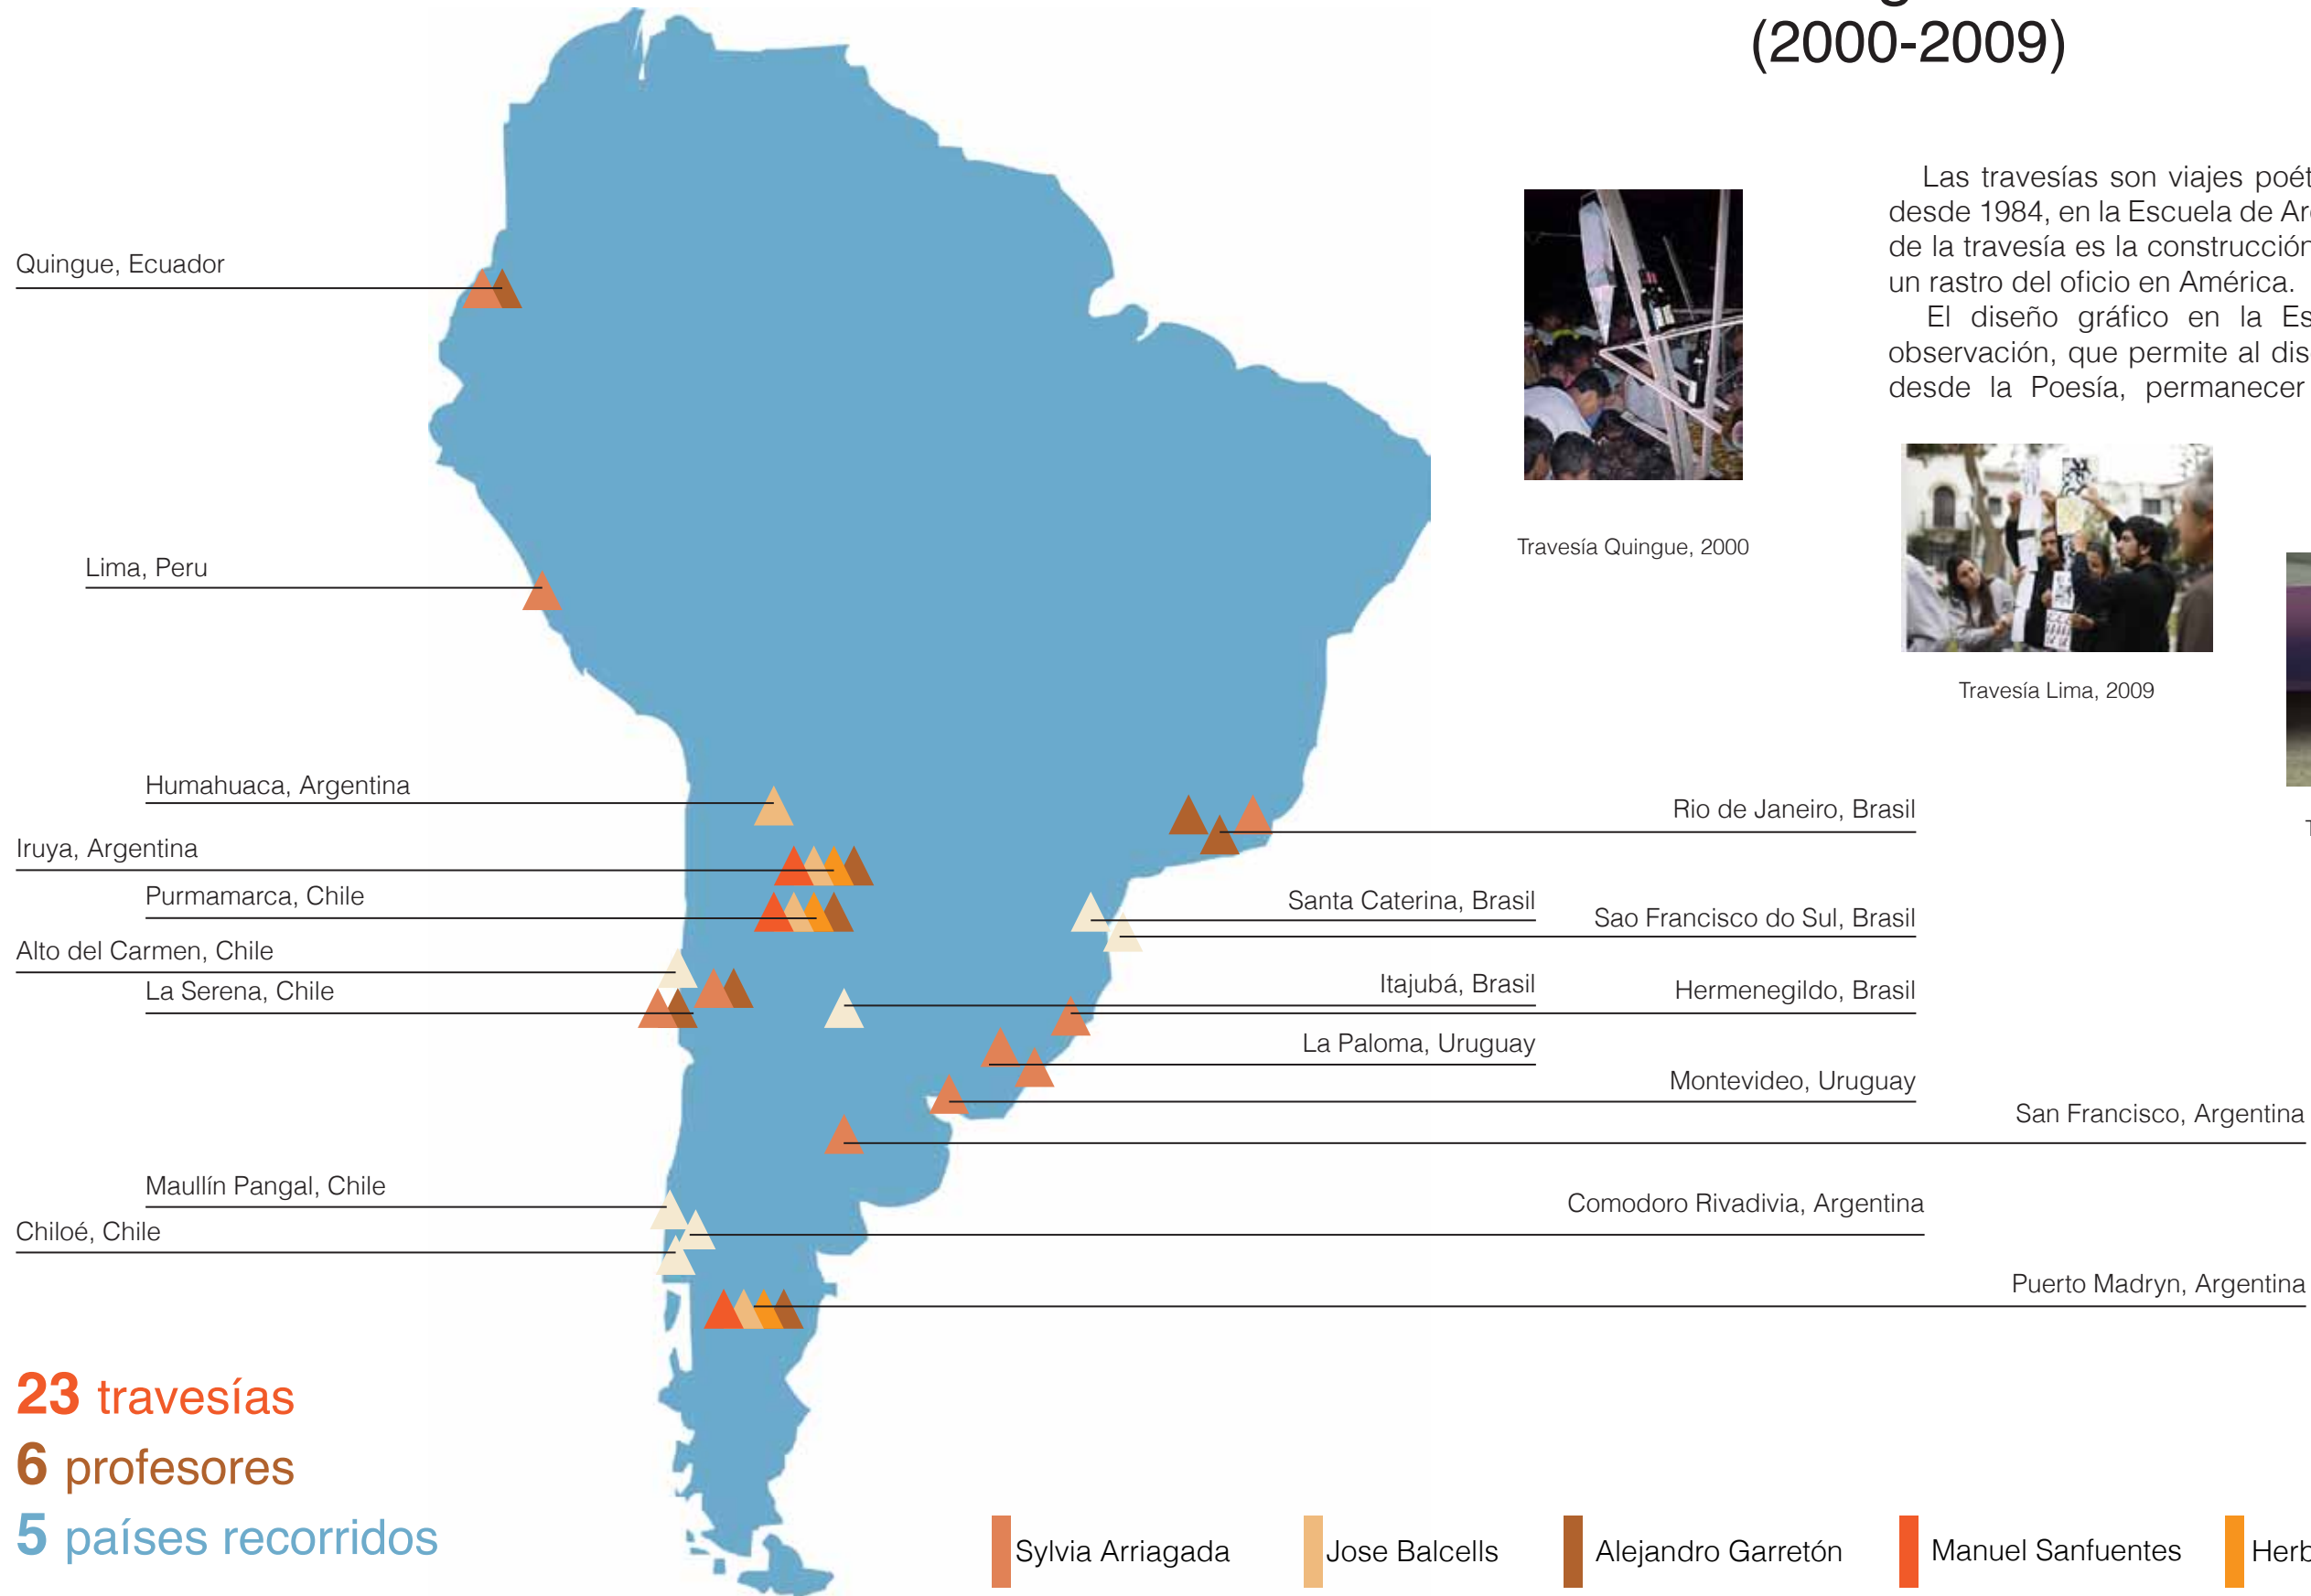 (2000-2009)
Las travesías son viajes
desde 1984, en la Escuela de
de la travesía es la construcción
un rastro del oficio en América.
El diseño gráfico en la
observación, que permite al
desde la Poesía, permanecer
Quingue, Ecuador
Travesía Quingue, 2000
Lima, Peru
Travesía Lima, 2009
Humahuaca, Argentina
Rio de Janeiro, Brasil
Iruya, Argentina
Purmamarca, Chile
Santa Caterina, Brasil
Sao Francisco do Sul, Brasil
Alto del Carmen, Chile
La Serena, Chile
Itajubá, Brasil
Hermenegildo, Brasil
La Paloma, Uruguay
Montevideo, Uruguay
San Francisco, Argentina
Maullín Pangal, Chile
Comodoro Rivadivia, Argentina
Chiloé, Chile
Puerto Madryn, Argentina
23 travesías
6 profesores
5 países recorridos
Sylvia Arriagada
Jose Balcells
Alejandro Garretón
Manuel Sanfuentes